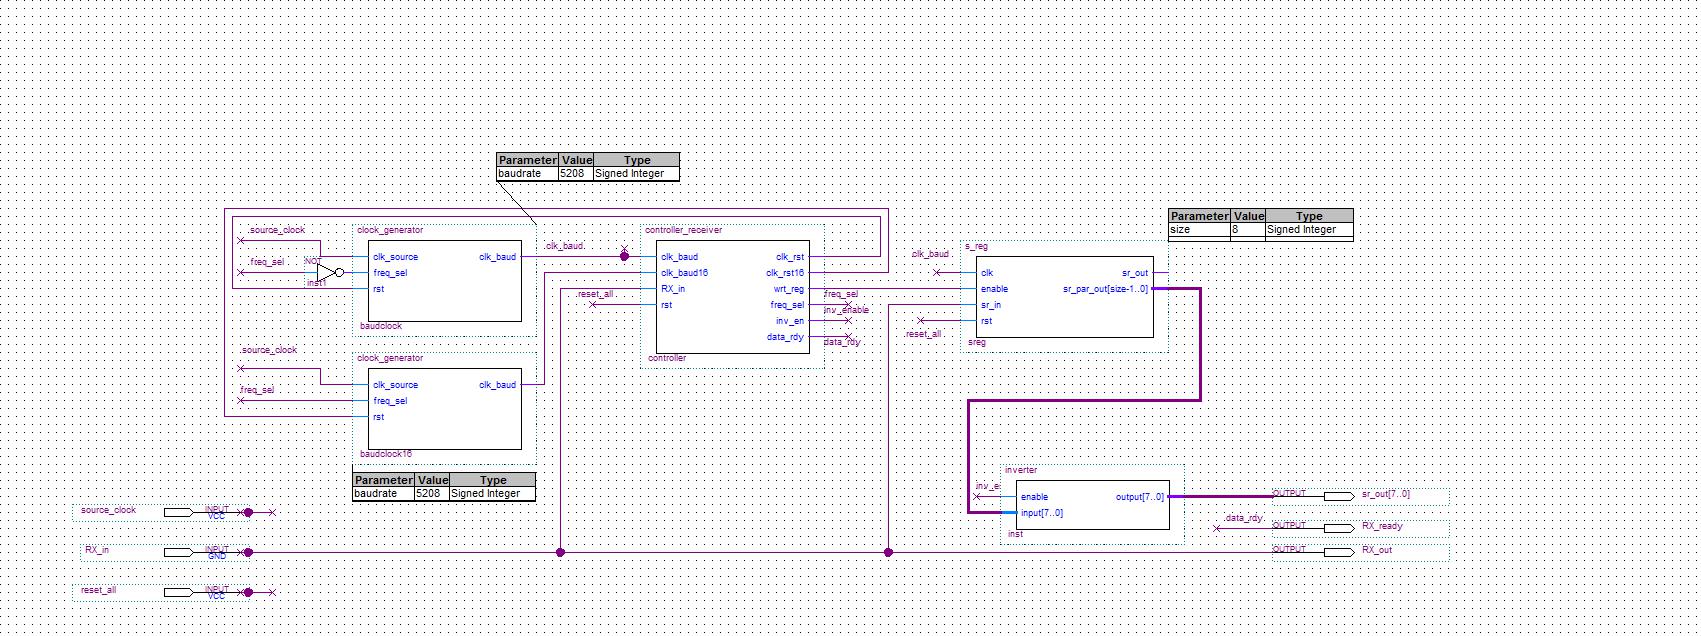 Parameter Value Type
baudrate 5208 Signed Integer
Parameter Value Type
size 8 Signed Integer
source_clock
clock_generator
clk_source
freq_sel
rst
clk_baud
baudclock
freq_sel
NOT
inst1
clk_baud
controller_receiver
clk_baud
clk_baud16
RX_in
rst
clk_rst
clk_rst16
wrt_reg
freq_sel
inv_en
data_rdy
controller
reset_all
freq_sel
inv_enable
data_rdy
s_reg
clk_baud
clk
enable
sr_in
rst
sr_out
sr_par_out[size-1..0]
reset_all
sreg
source_clock
clock_generator
clk_source
freq_sel
rst
clk_baud
freq_sel
baudclock16
Parameter Value Type
baudrate 5208 Signed Integer
inverter
inv_e
enable
input[7..0]
output[7..0]
inst
OUTPUT sr_out[7..0]
data_rdy OUTPUT RX_ready
OUTPUT RX_out
source_clock INPUT
VCC
RX_in INPUT
GND
reset_all INPUT
VCC